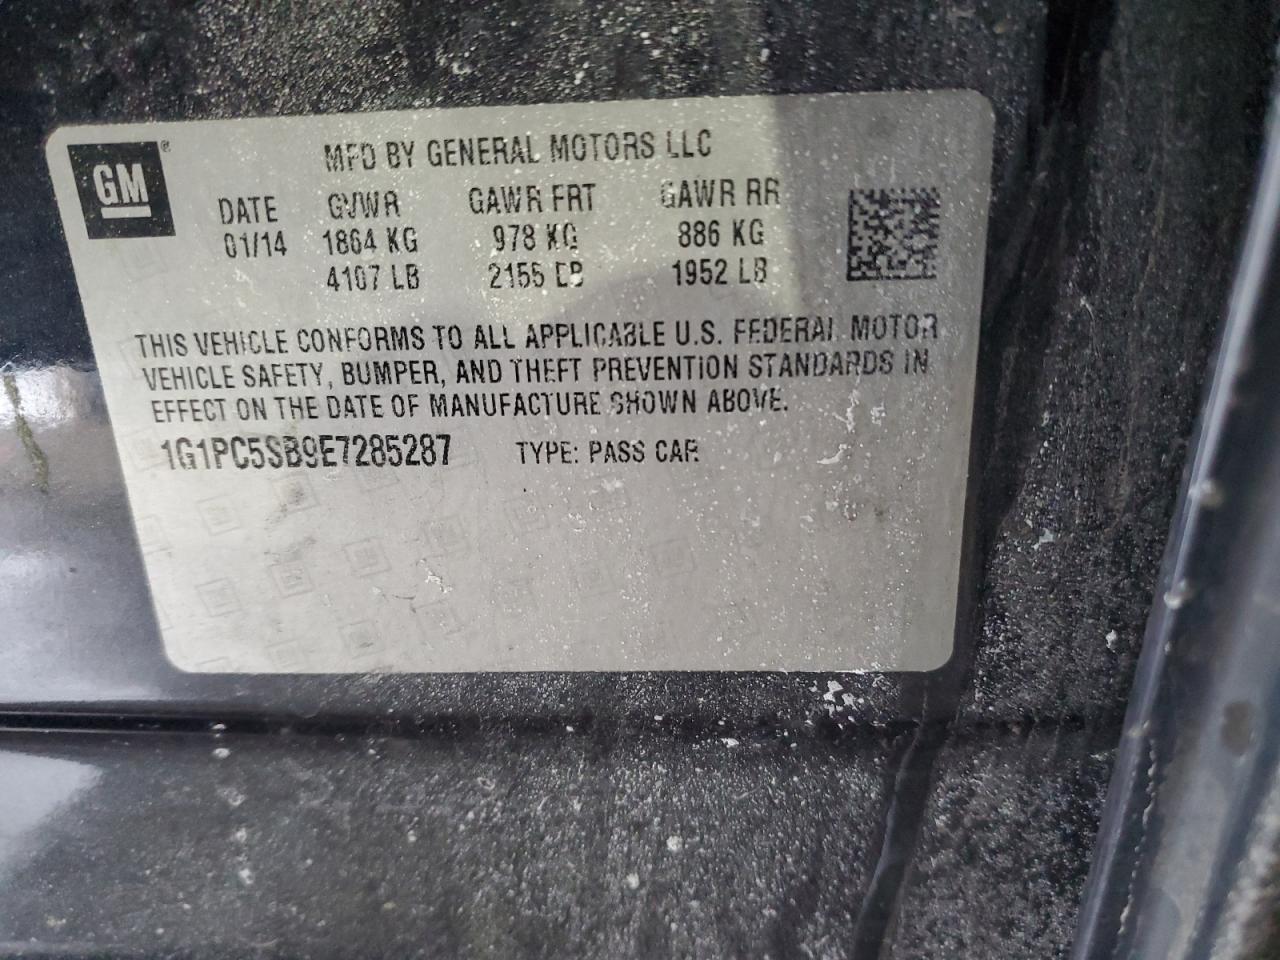 GM ®
MFD BY GENERAL MOTORS LLC
DATE GVWR GAWR FRT GAWR RR
01/14 1864 KG 978 KG 886 KG
4107 LB 2155 LB 1952 LB
THIS VEHICLE CONFORMS TO ALL APPLICABLE U.S. FEDERAL MOTOR
VEHICLE SAFETY, BUMPER, AND THEFT PREVENTION STANDARDS IN
EFFECT ON THE DATE OF MANUFACTURE SHOWN ABOVE.
1G1PC5SB9E7285287 TYPE: PASS CAR